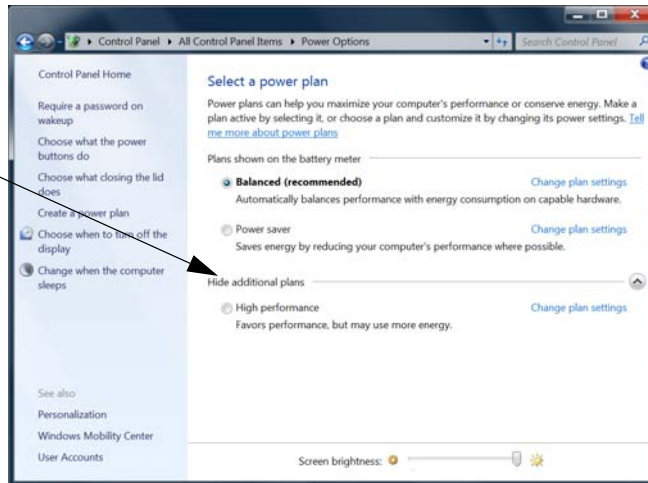 Control Panel ▸ All Control Panel Items ▸ Power Options
Search Control Panel
Control Panel Home
Require a password on
wakeup
Choose what the power
buttons do
Choose what closing the lid
does
Create a power plan
Choose when to turn off the
display
Change when the computer
sleeps
See also
Personalization
Windows Mobility Center
User Accounts
Select a power plan
Power plans can help you maximize your computer's performance or conserve energy. Make a
plan active by selecting it, or choose a plan and customize it by changing its power settings. Tell
me more about power plans
Plans shown on the battery meter
Balanced (recommended) Change plan settings
Automatically balances performance with energy consumption on capable hardware.
Power saver Change plan settings
Saves energy by reducing your computer's performance where possible.
Hide additional plans
High performance Change plan settings
Favors performance, but may use more energy.
Screen brightness: